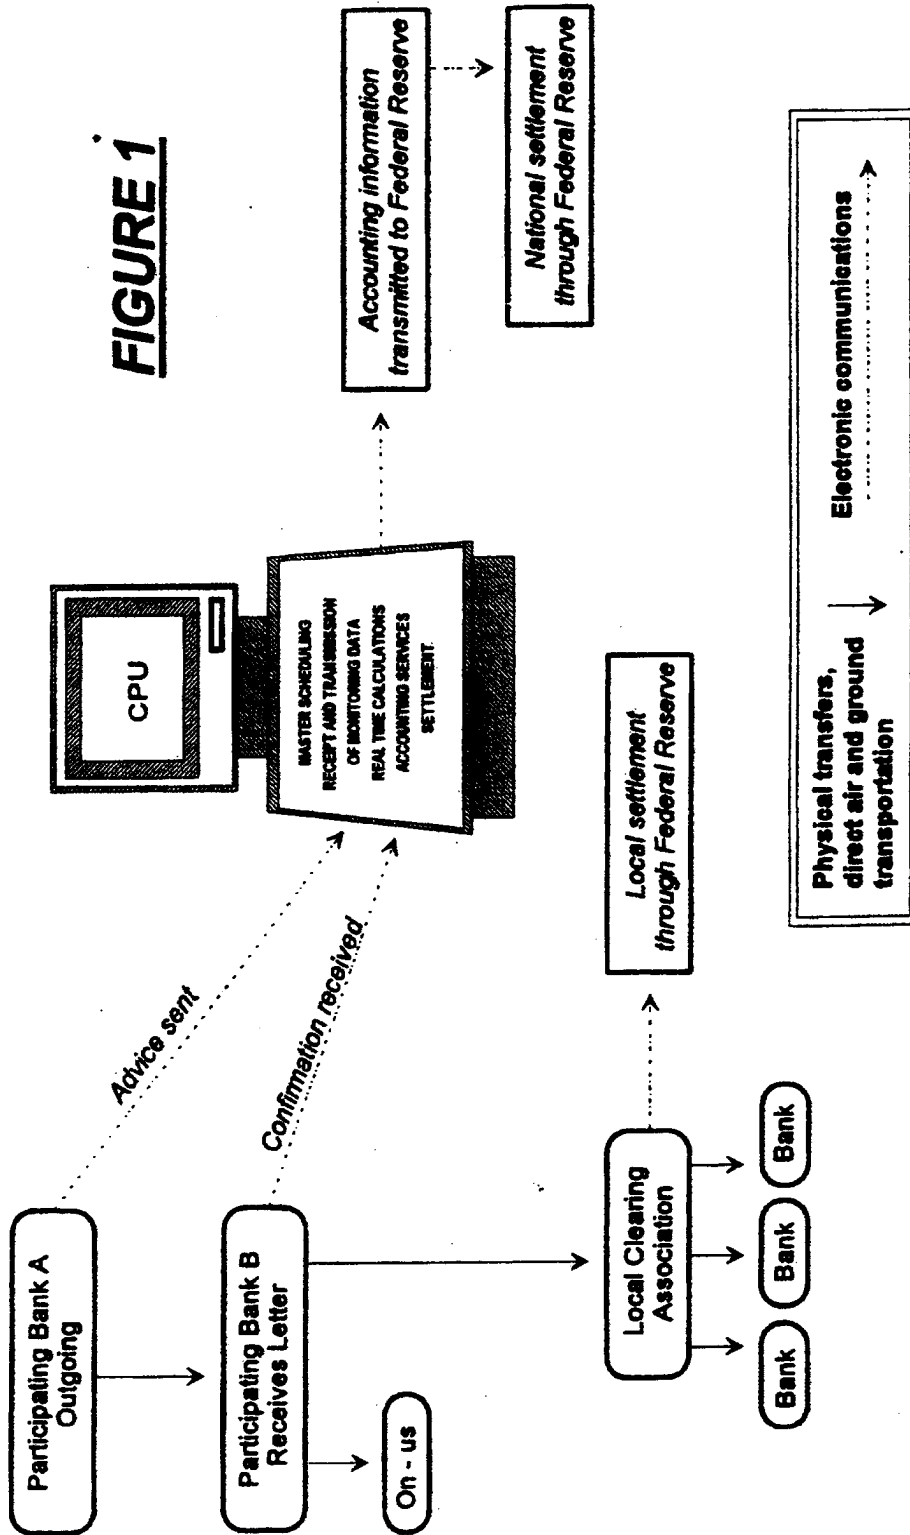 FIGURE 1
Participating Bank A
Outgoing
Advice sent
CPU
Participating Bank B
Receives Letter
Confirmation received
MASTER SCHEDULING
RECEIPT AND TRANSMISSION
OF MONITORING DATA
REAL TIME CALCULATIONS
ACCOUNTING SERVICES
SETTLEMENT.
Accounting information
transmitted to Federal Reserve
National settlement
through Federal Reserve
On - us
Local Clearing
Association
Local settlement
through Federal Reserve
Bank
Bank
Bank
Physical transfers,
direct air and ground
transportation
Electronic communications